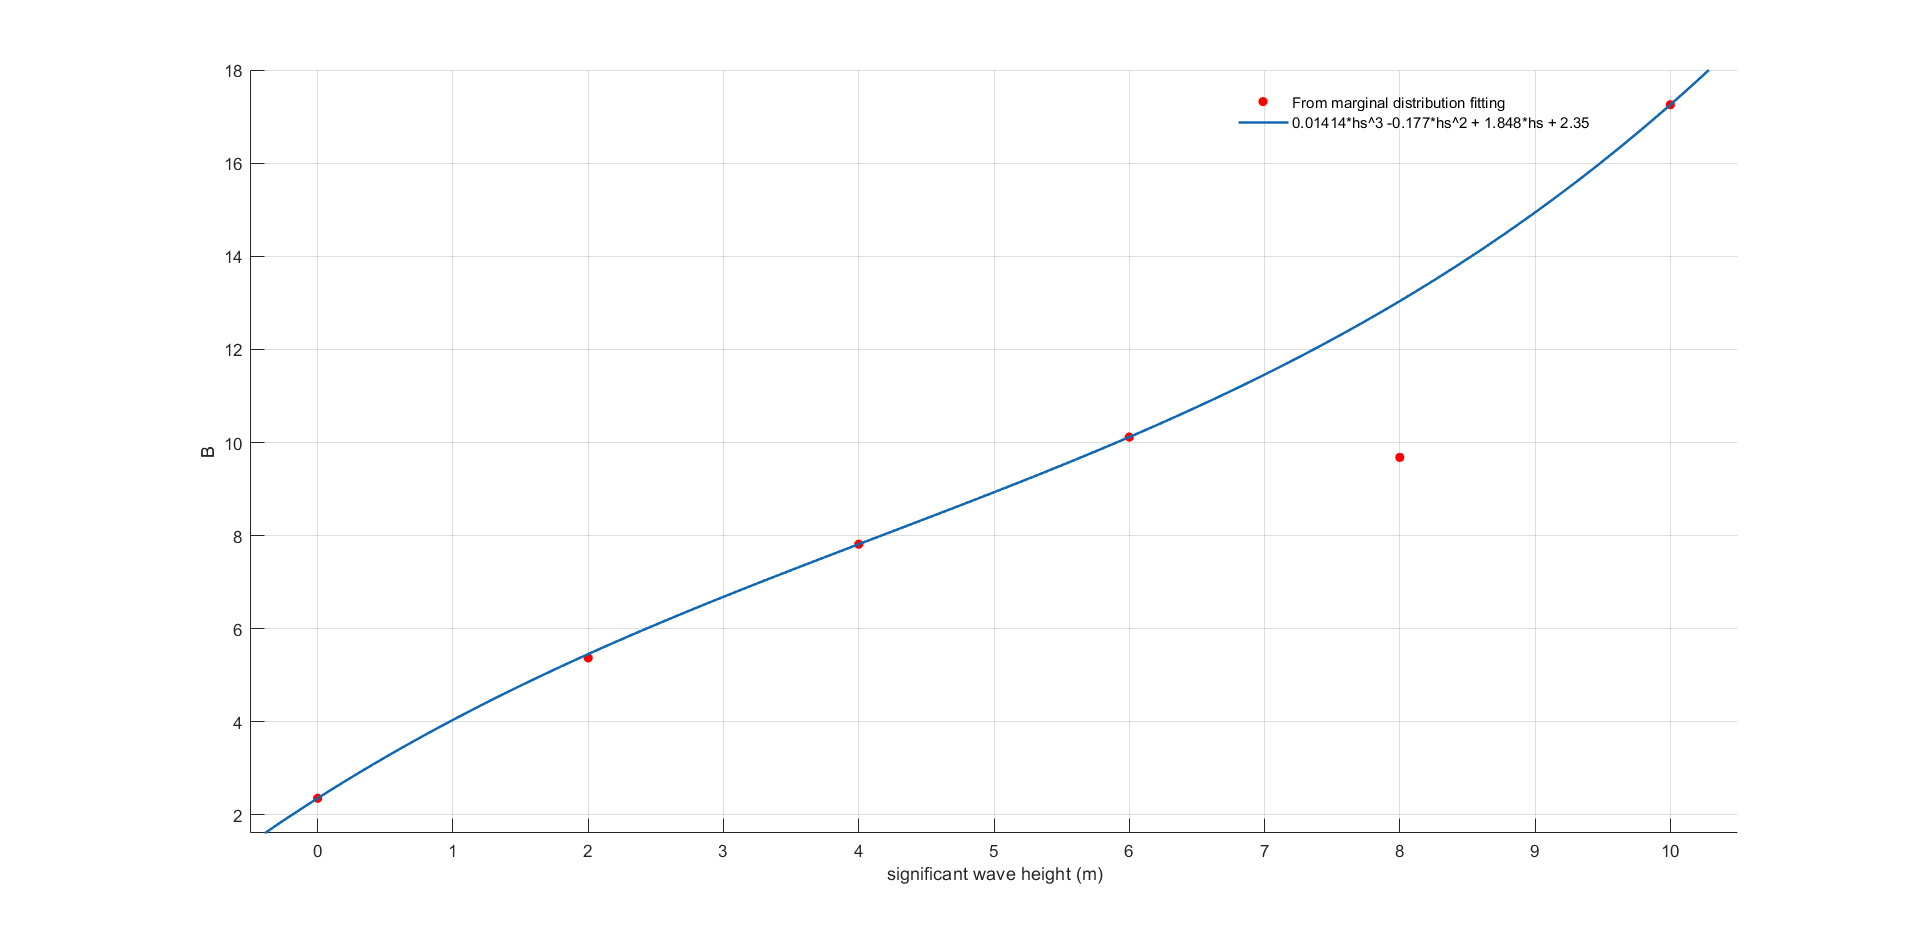 18
16
14
12
10
8
6
4
2
B
From marginal distribution fitting
0.01414*hs^3 -0.177*hs^2 + 1.848*hs + 2.35
0 1 2 3 4 5 6 7 8 9 10
significant wave height (m)